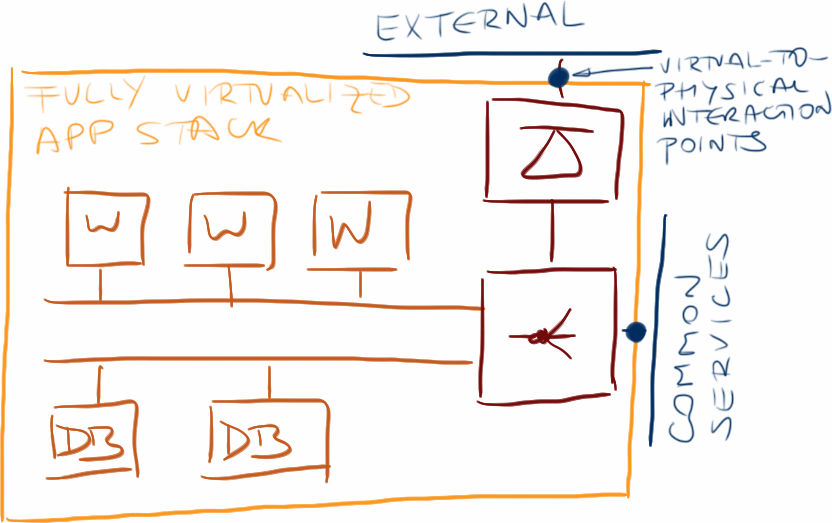 EXTERNAL
VIRTUAL-TO-
PHYSICAL
INTERACTION
POINTS
FULLY VIRTUALIZED
APP STACK
W W W
COMMON
SERVICES
DB DB